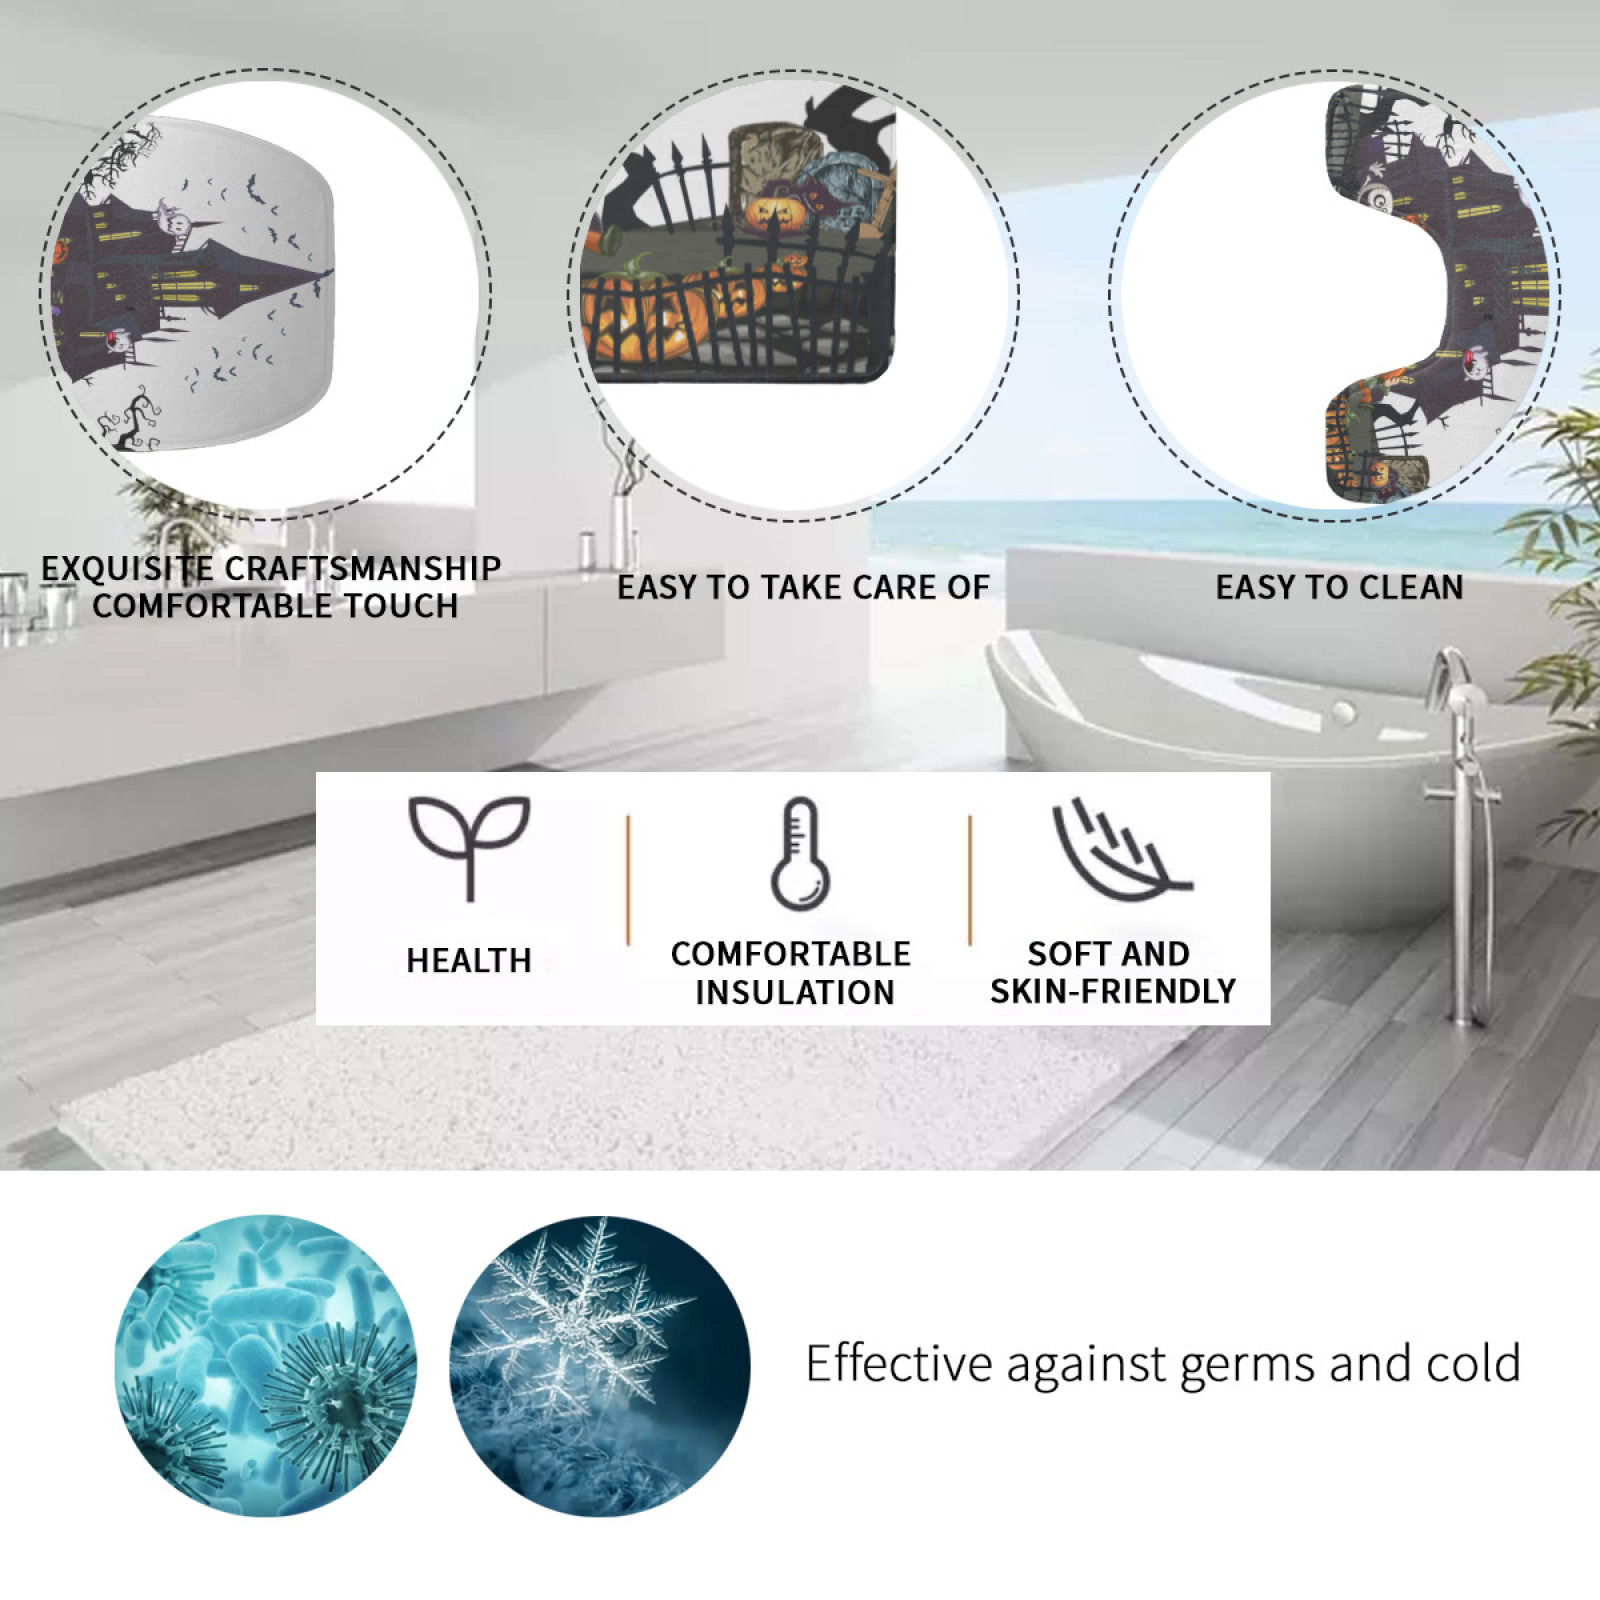 EXQUISITE CRAFTSMANSHIP
COMFORTABLE TOUCH
EASY TO TAKE CARE OF
EASY TO CLEAN
HEALTH
COMFORTABLE
INSULATION
SOFT AND
SKIN-FRIENDLY
Effective against germs and cold